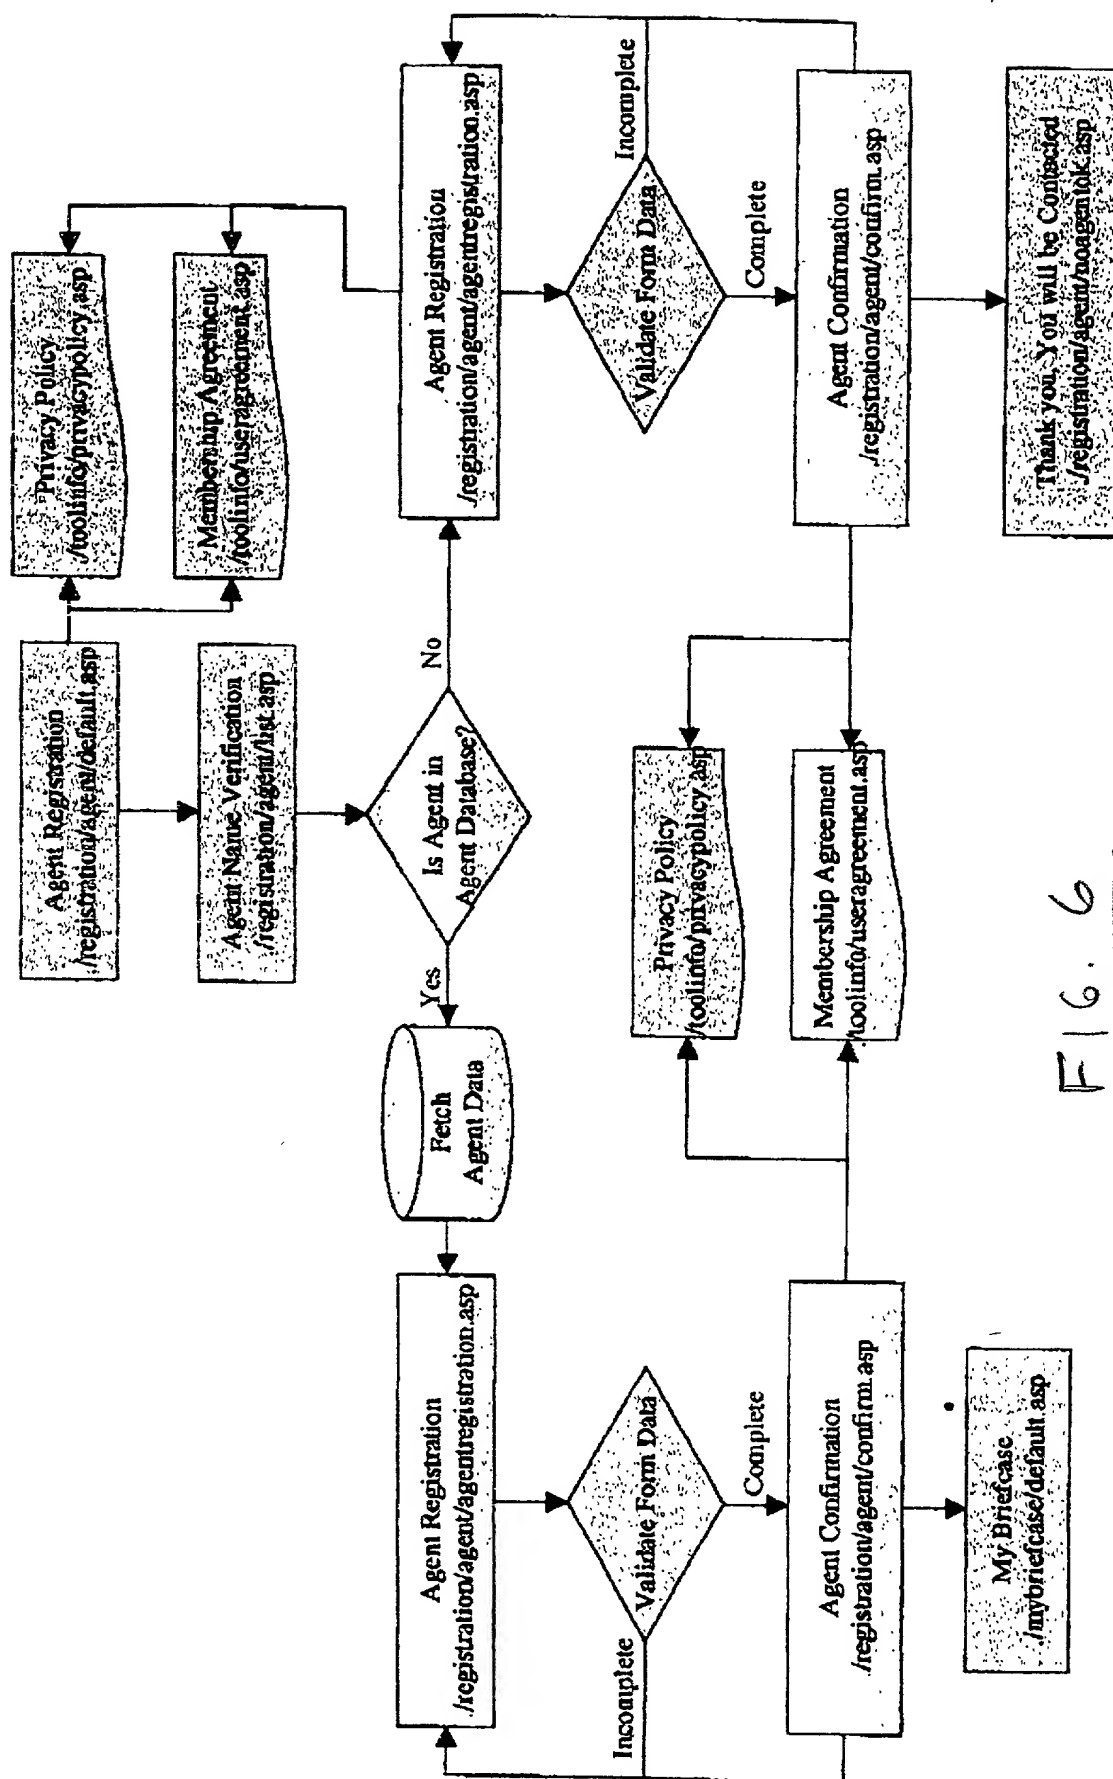 Agent Registration
./registration/agent/default.asp
Privacy Policy
./toolinfo/privacypolicy.asp
Agent Name Verification
./registration/agent/list.asp
Membership Agreement
./toolinfo/useragreement.asp
Is Agent in
Agent Database?
Yes
No
Fetch
Agent Data
Agent Registration
./registration/agent/agentregistration.asp
Agent Registration
./registration/agent/agentregistration.asp
Validate Form Data
Incomplete
Complete
Validate Form Data
Incomplete
Complete
Privacy Policy
./toolinfo/privacypolicy.asp
Membership Agreement
./toolinfo/useragreement.asp
Agent Confirmation
./registration/agent/confirm.asp
Agent Confirmation
./registration/agent/confirm.asp
My Briefcase
./mybriefcase/default.asp
Thank you, You will be Contacted
./registration/agent/noagentok.asp
FIG. 6